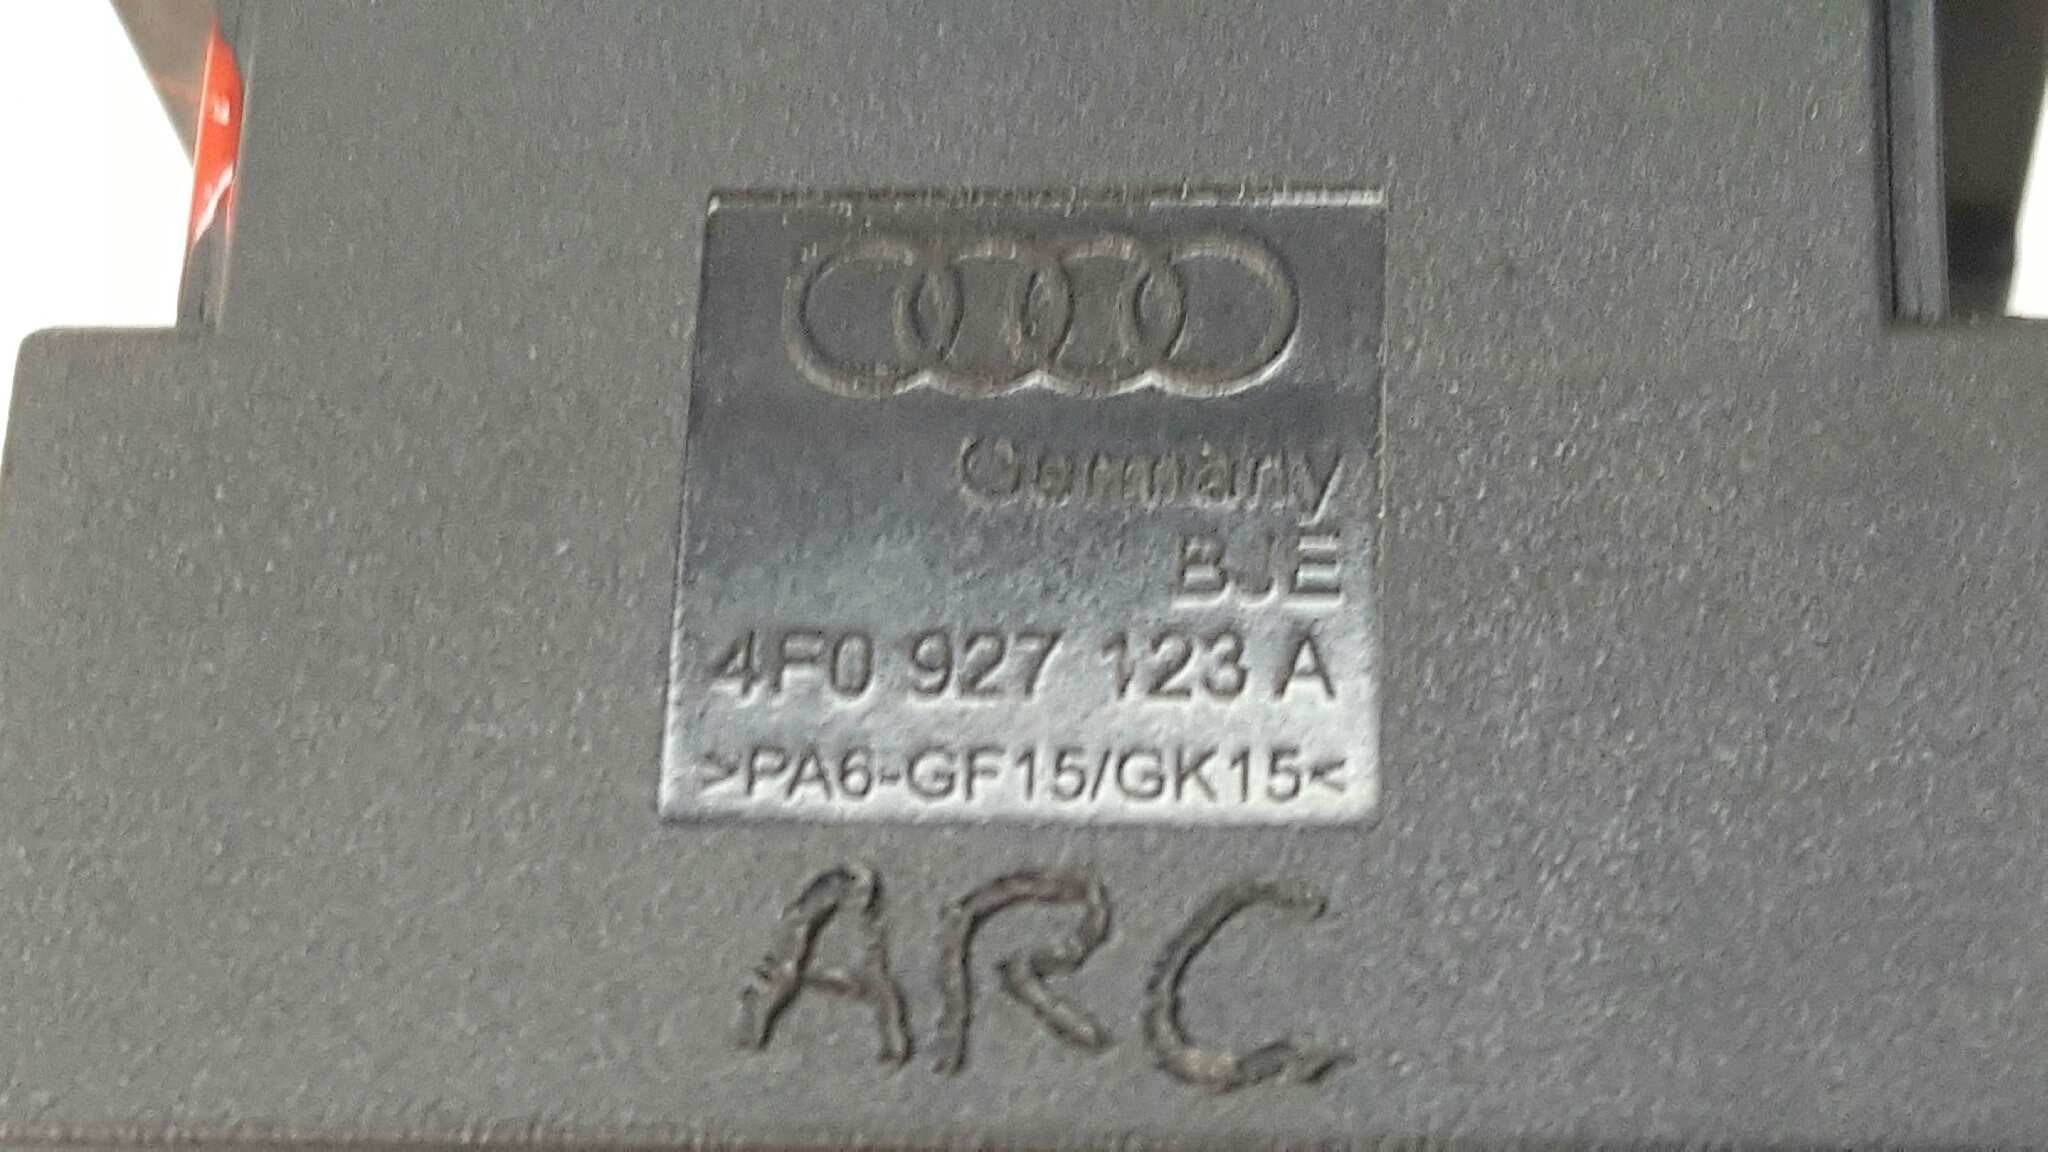 Germany
BJE
4F0 927 123 A
>PA6-GF15/GK15<
ARC